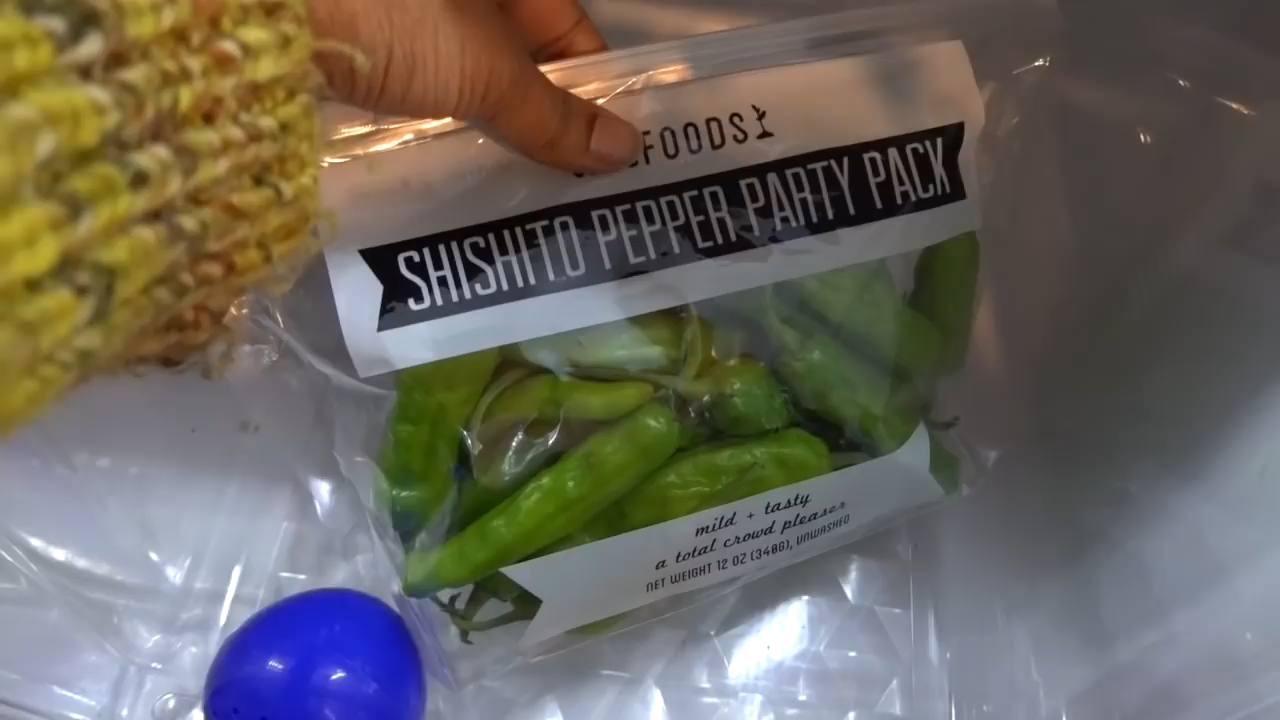 FOODS
SHISHITO PEPPER PARTY PACK
mild + tasty
a total crowd pleaser
NET WEIGHT 12 OZ (340G), UNWASHED